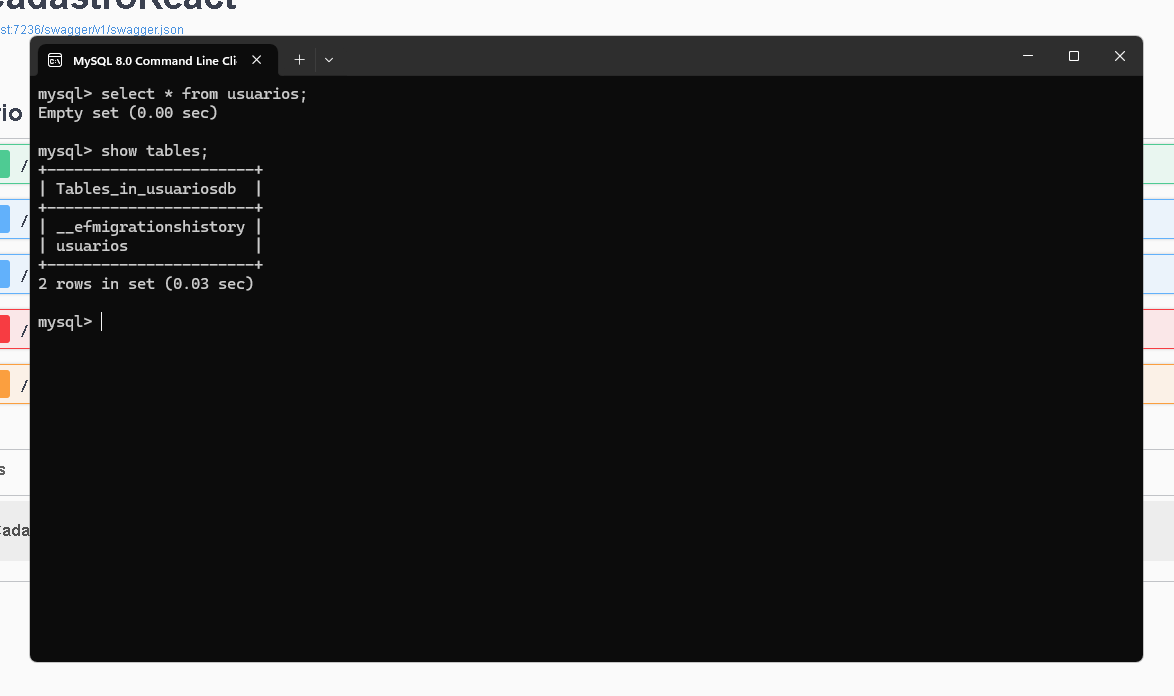 cadastroReact
st:7236/swagger/v1/swagger.json
MySQL 8.0 Command Line Cli
mysql> select * from usuarios;
rio
Empty set (0.00 sec)
mysql> show tables;
/
+-----------------------+
| Tables_in_usuariosdb  |
+-----------------------+
/
| __efmigrationshistory |
| usuarios              |
+-----------------------+
/
2 rows in set (0.03 sec)
mysql>
/
/
s
Cada